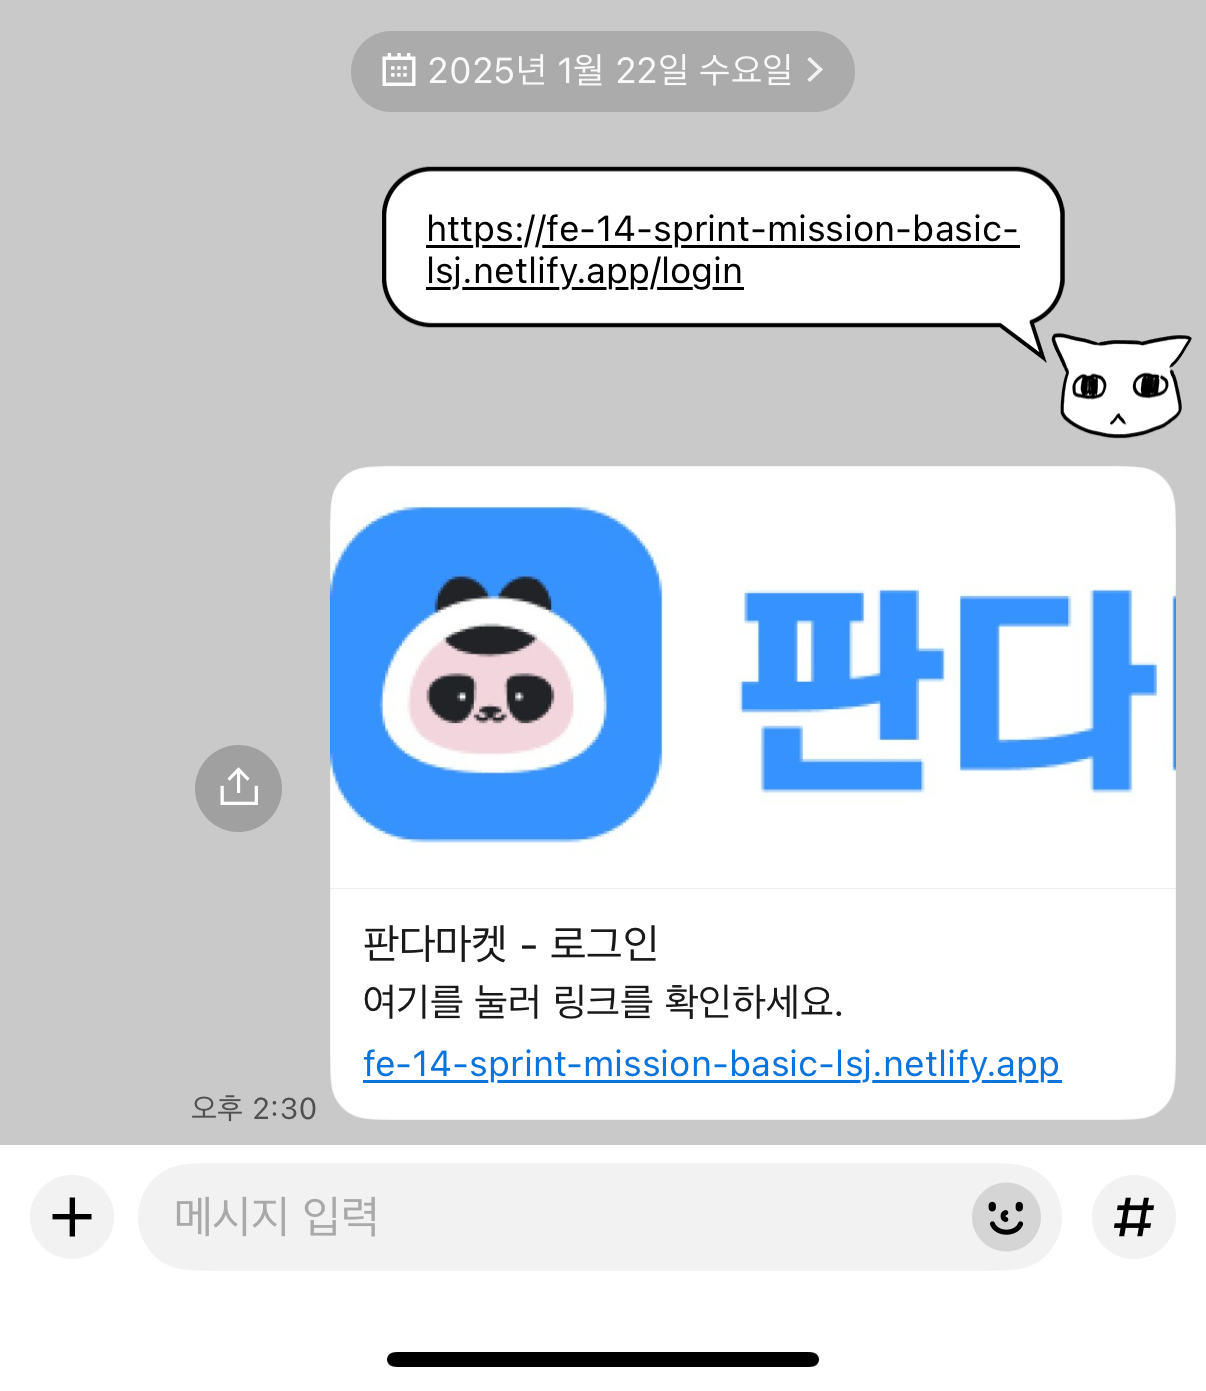 2025년 1월 22일 수요일
https://fe-14-sprint-mission-basic-
lsj.netlify.app/login
판다
판다마켓 - 로그인
여기를 눌러 링크를 확인하세요.
fe-14-sprint-mission-basic-lsj.netlify.app
오후 2:30
메시지 입력
#